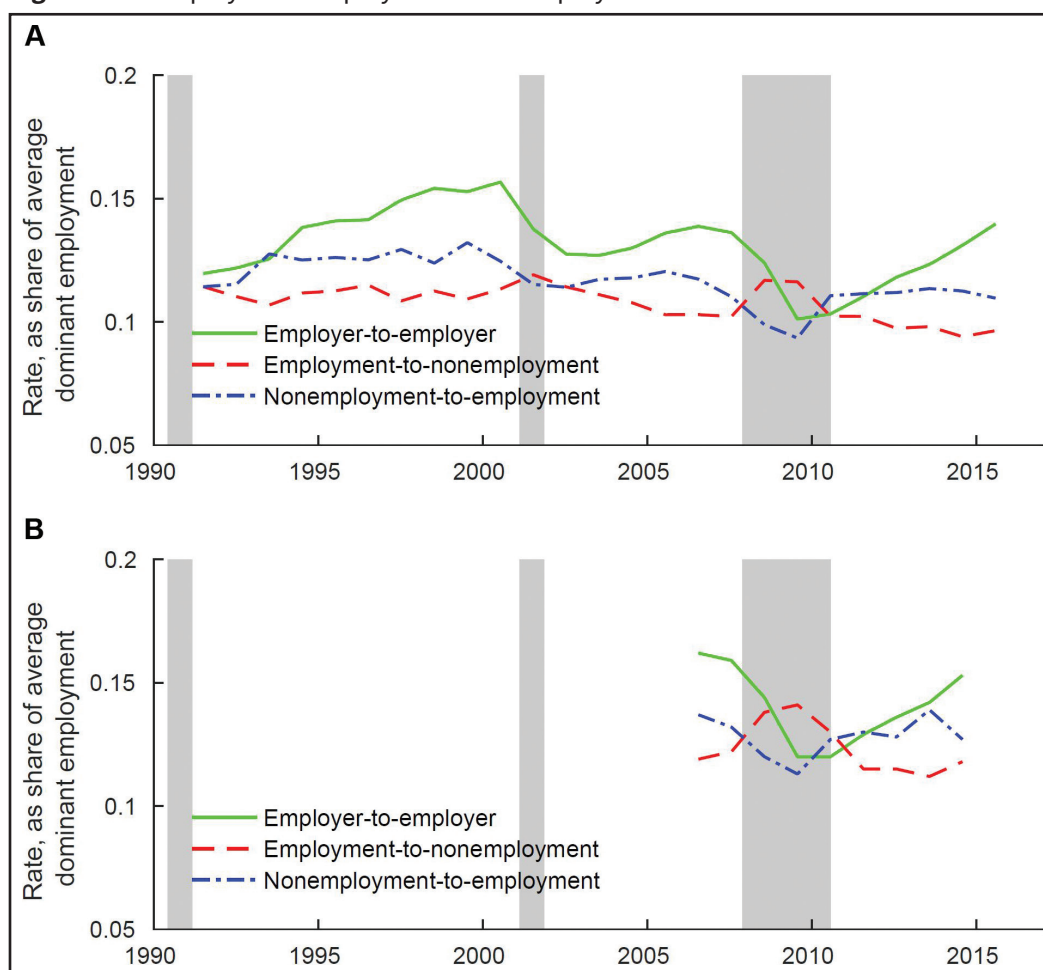 A
Rate, as share of average
dominant employment
0.2
0.15
0.1
0.05
Employer-to-employer
Employment-to-nonemployment
Nonemployment-to-employment
1990 1995 2000 2005 2010 2015
B
Rate, as share of average
dominant employment
0.2
0.15
0.1
0.05
Employer-to-employer
Employment-to-nonemployment
Nonemployment-to-employment
1990 1995 2000 2005 2010 2015